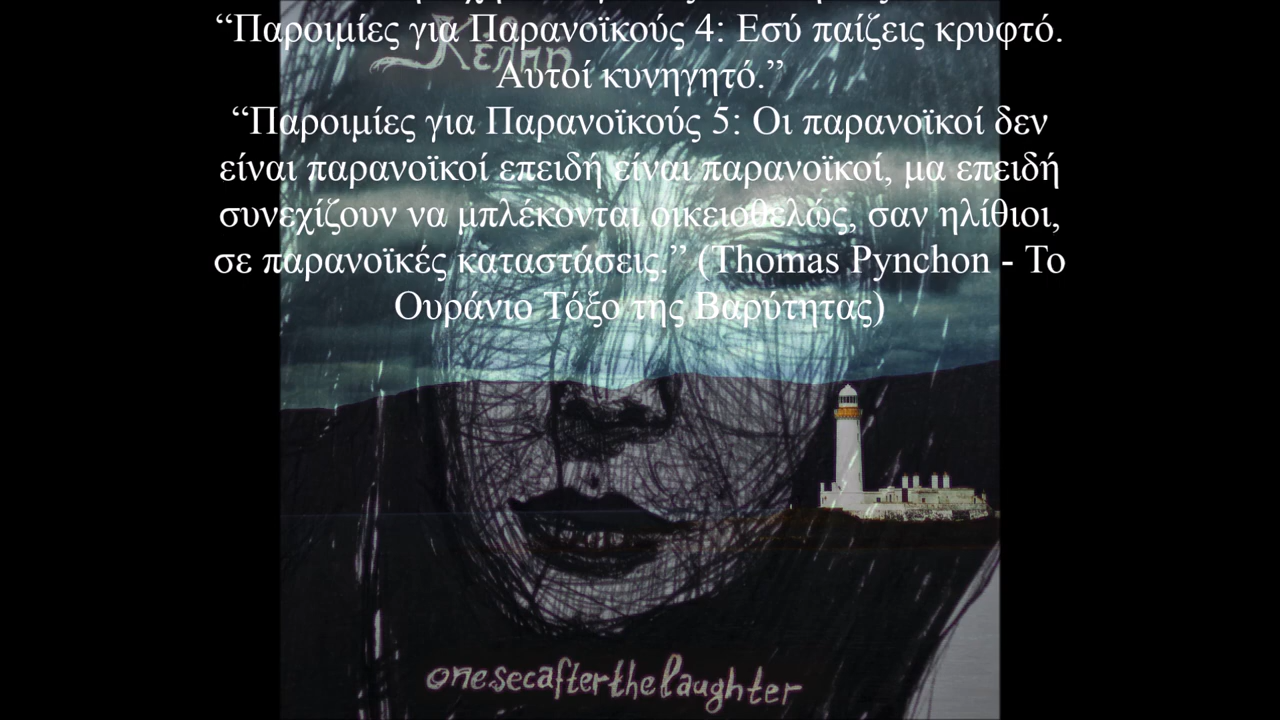 “Παροιμίες για Παρανοϊκούς 4: Εσύ παίζεις κρυφτό.
Κέλπη
Αυτοί κυνηγητό.”
“Παροιμίες για Παρανοϊκούς 5: Οι παρανοϊκοί δεν
είναι παρανοϊκοί επειδή είναι παρανοϊκοί, μα επειδή
συνεχίζουν να μπλέκονται οικειοθελώς, σαν ηλίθιοι,
σε παρανοϊκές καταστάσεις.” (Thomas Pynchon - Το
Ουράνιο Τόξο της Βαρύτητας)
onesecafterthelaughter